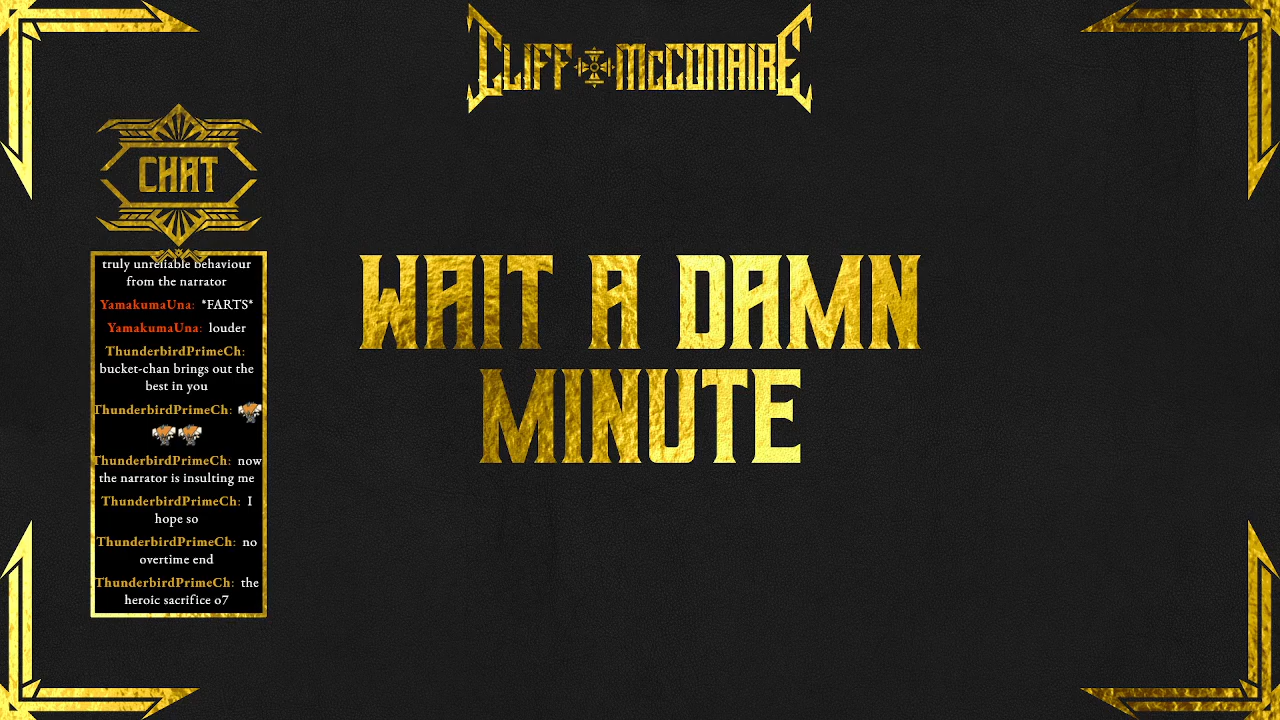 CLIFF McCONAIRE
CHAT
WAIT A DAMN
MINUTE
truly unreliable behaviour
from the narrator
YamakumaUna: *FARTS*
YamakumaUna: louder
ThunderbirdPrimeCh:
bucket-chan brings out the
best in you
ThunderbirdPrimeCh:
ThunderbirdPrimeCh: now
the narrator is insulting me
ThunderbirdPrimeCh: I
hope so
ThunderbirdPrimeCh: no
overtime end
ThunderbirdPrimeCh: the
heroic sacrifice o7